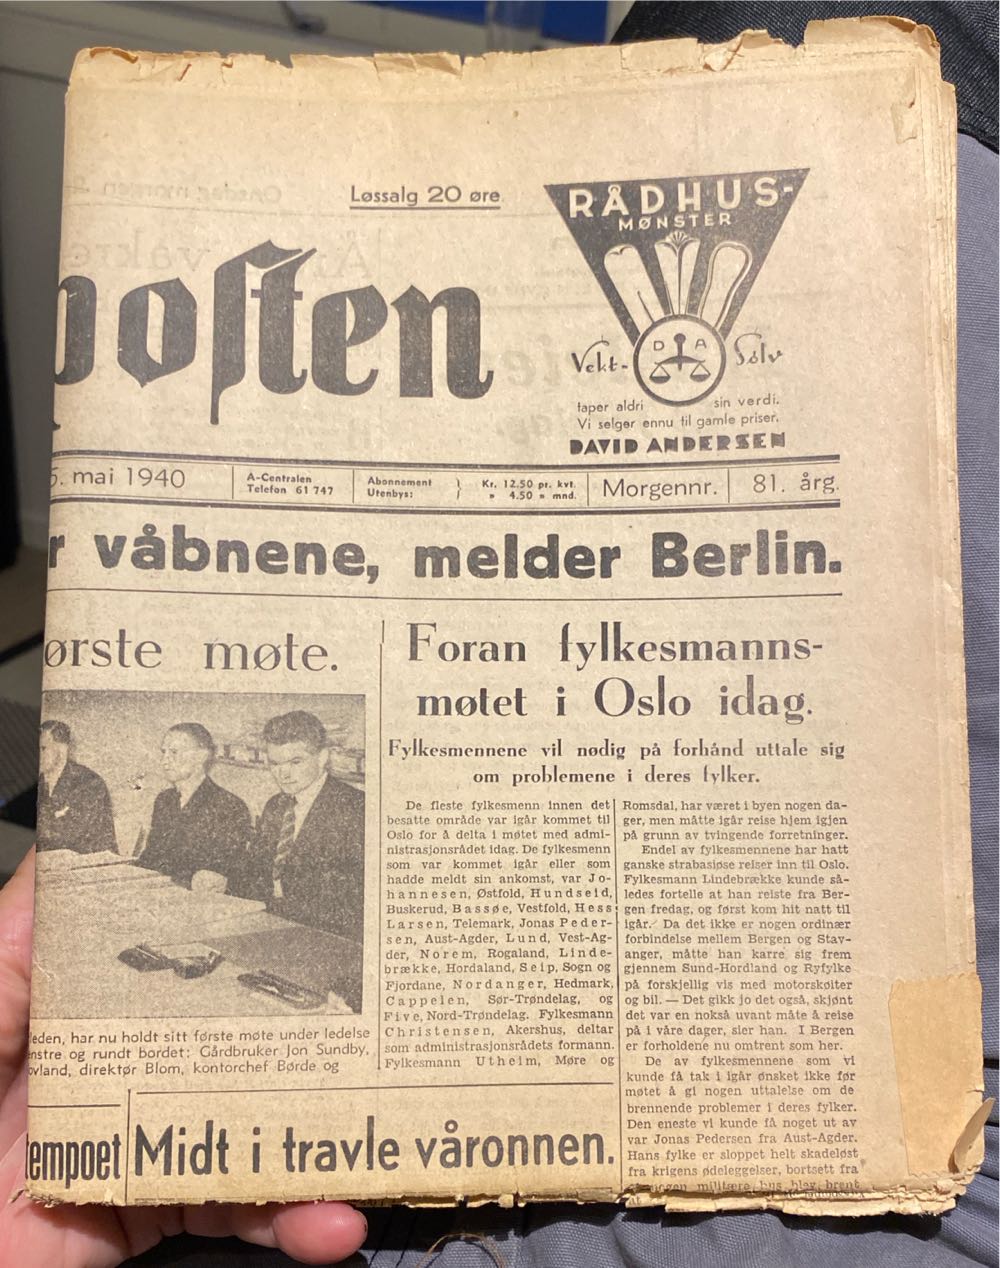 Løssalg 20 øre
posten
RÅDHUS-
MØNSTER
D A
Vekt- Sølv
taper aldri sin verdi.
Vi selger ennu til gamle priser.
DAVID ANDERSEN
5. mai 1940
A-Centralen
Telefon 61 747
Abonnement
Utenbys:
Kr. 12.50 pr. kvt.
» 4.50 » mnd.
Morgennr.
81. årg.
r våbnene, melder Berlin.
ørste møte.
leden, har nu holdt sitt første møte under ledelse
enstre og rundt bordet: Gårdbruker Jon Sundby,
ovland, direktør Blom, kontorchef Børde og
Foran fylkesmanns-
møtet i Oslo idag.
Fylkesmennene vil nødig på forhånd uttale sig
om problemene i deres fylker.
De fleste fylkesmenn innen det
besatte område var igår kommet til
Oslo for å delta i møtet med admi-
nistrasjonsrådet idag. De fylkesmenn
som var kommet igår eller som
hadde meldt sin ankomst, var Jo-
hannesen, Østfold, Hundseid,
Buskerud, Bassøe, Vestfold, Hess
Larsen, Telemark, Jonas Peder-
sen, Aust-Agder, Lund, Vest-Ag-
der, Norem, Rogaland, Linde-
brække, Hordaland, Seip, Sogn og
Fjordane, Nordanger, Hedmark,
Cappelen, Sør-Trøndelag, og
Five, Nord-Trøndelag. Fylkesmann
Christensen, Akershus, deltar
som administrasjonsrådets formann.
Fylkesmann Utheim, Møre og
Romsdal, har været i byen nogen da-
ger, men måtte igår reise hjem igjen
på grunn av tvingende forretninger.
Endel av fylkesmennene har hatt
ganske strabasiøse reiser inn til Oslo.
Fylkesmann Lindebrække kunde så-
ledes fortelle at han reiste fra Ber-
gen fredag, og først kom hit natt til
igår. Da det ikke er nogen ordinær
forbindelse mellem Bergen og Stav-
anger, måtte han karre sig frem
gjennem Sund-Hordland og Ryfylke
på forskjellig vis med motorskøiter
og bil. — Det gikk jo det også, skjønt
det var en nokså uvant måte å reise
på i våre dager, sier han. I Bergen
er forholdene nu omtrent som her.
De av fylkesmennene som vi
kunde få tak i igår ønsket ikke før
møtet å gi nogen uttalelse om de
brennende problemer i deres fylker.
Den eneste vi kunde få noget ut av
var Jonas Pedersen fra Aust-Agder.
Hans fylke er sloppet helt skadeløst
fra krigens ødeleggelser, bortsett fra
nogen militære hus blev brent
tempoet
Midt i travle våronnen.